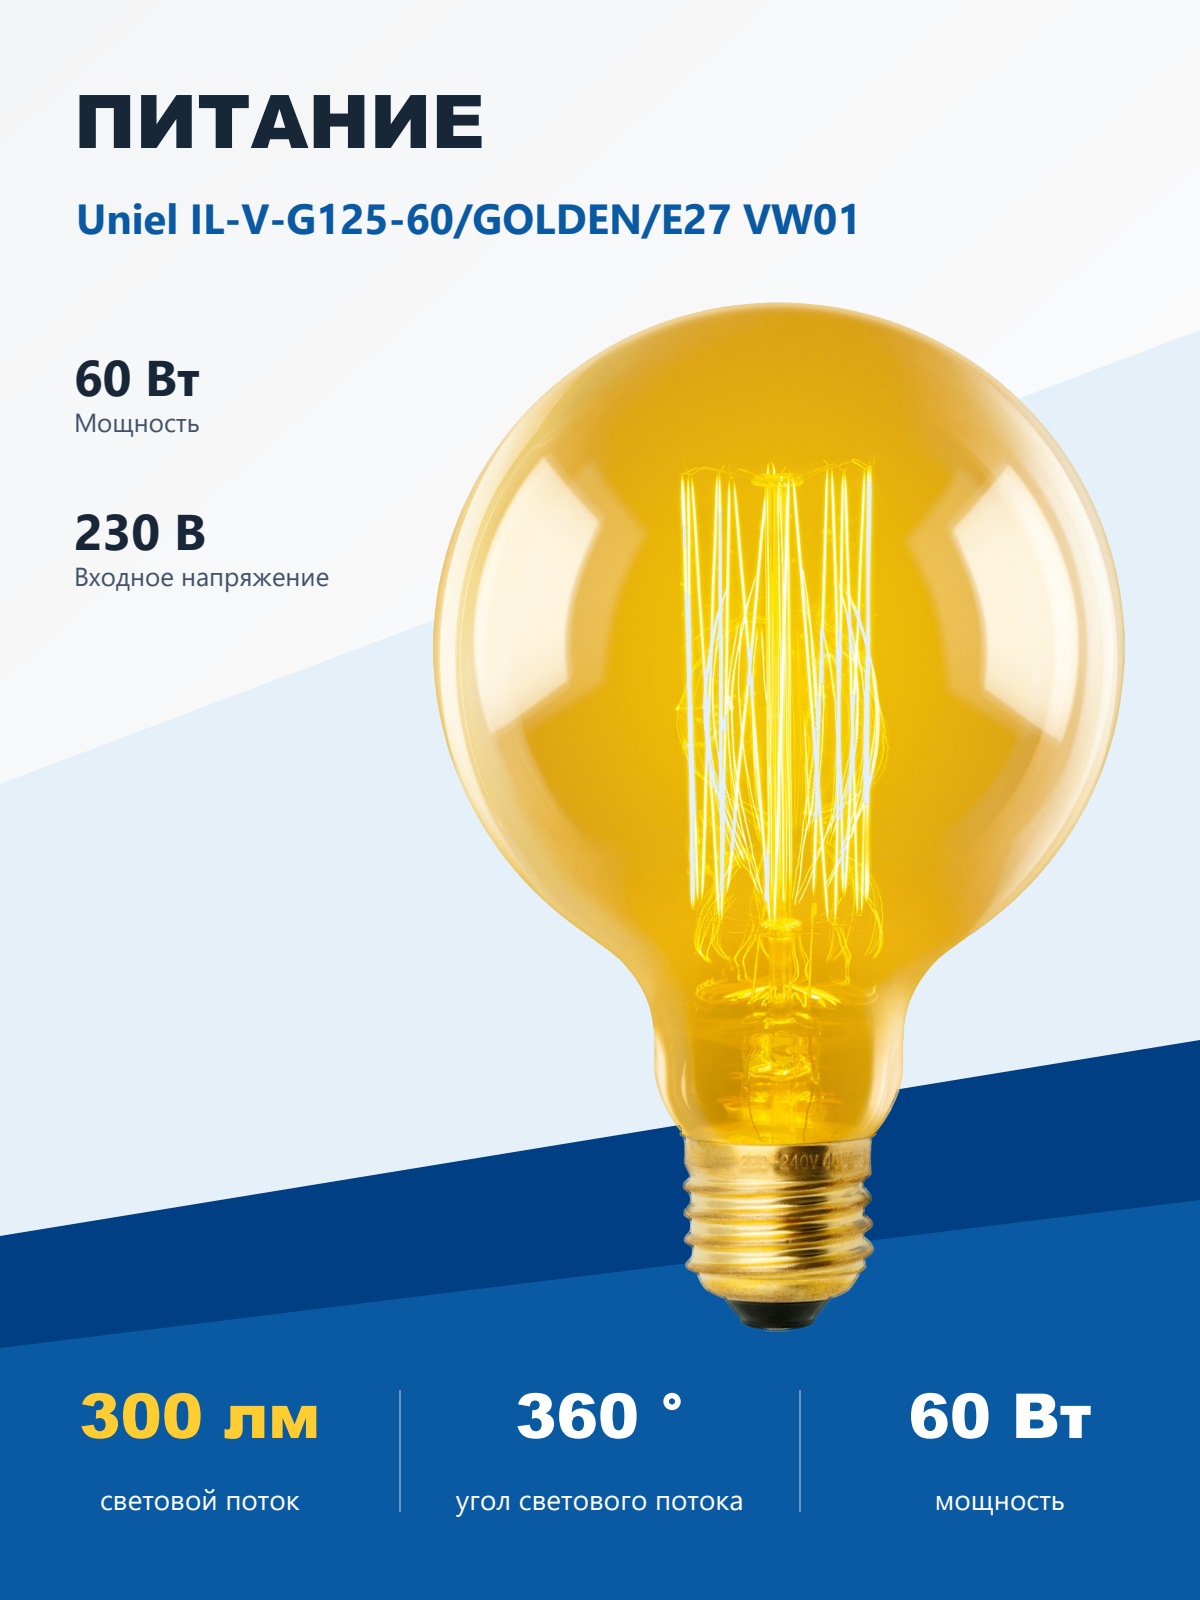 ПИТАНИЕ
Uniel IL-V-G125-60/GOLDEN/E27 VW01
60 Вт
Мощность
230 В
Входное напряжение
300 лм
световой поток
360 °
угол светового потока
60 Вт
мощность